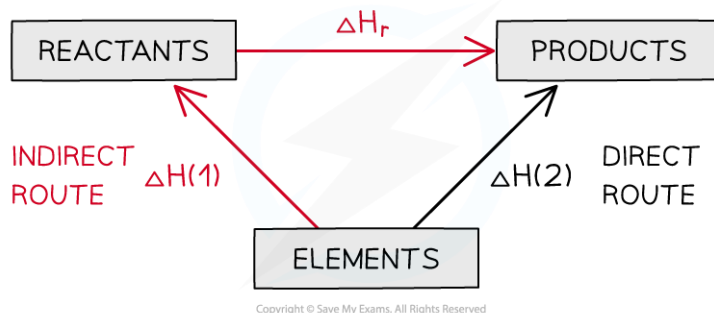 ΔHr
REACTANTS
PRODUCTS
INDIRECT
ROUTE
ΔH(1)
ΔH(2)
DIRECT
ROUTE
ELEMENTS
Copyright © Save My Exams. All Rights Reserved